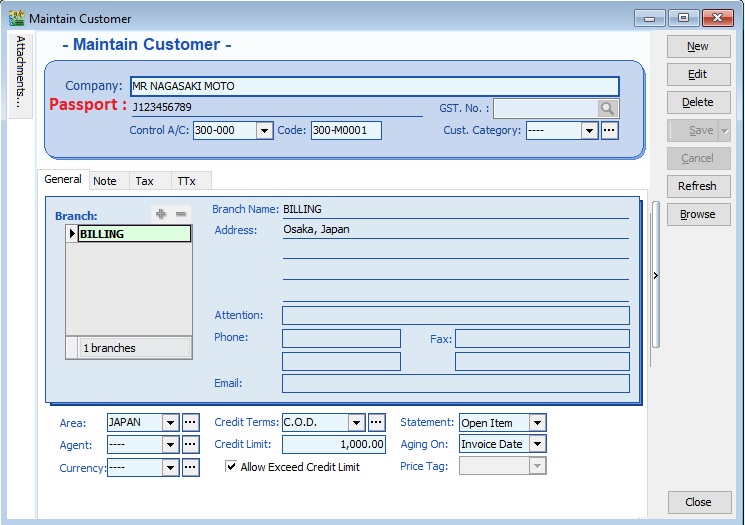 Maintain Customer
Attachments...
- Maintain Customer -
Company: MR NAGASAKI MOTO
Passport : J123456789 GST. No. :
Control A/C: 300-000 Code: 300-M0001 Cust. Category: ----
General Note Tax TTx
Branch:
BILLING
1 branches
Branch Name: BILLING
Address: Osaka, Japan
Attention:
Phone: Fax:
Email:
Area: JAPAN Credit Terms: C.O.D. Statement: Open Item
Agent: ---- Credit Limit: 1,000.00 Aging On: Invoice Date
Currency: ---- Allow Exceed Credit Limit Price Tag:
New
Edit
Delete
Save
Cancel
Refresh
Browse
Close